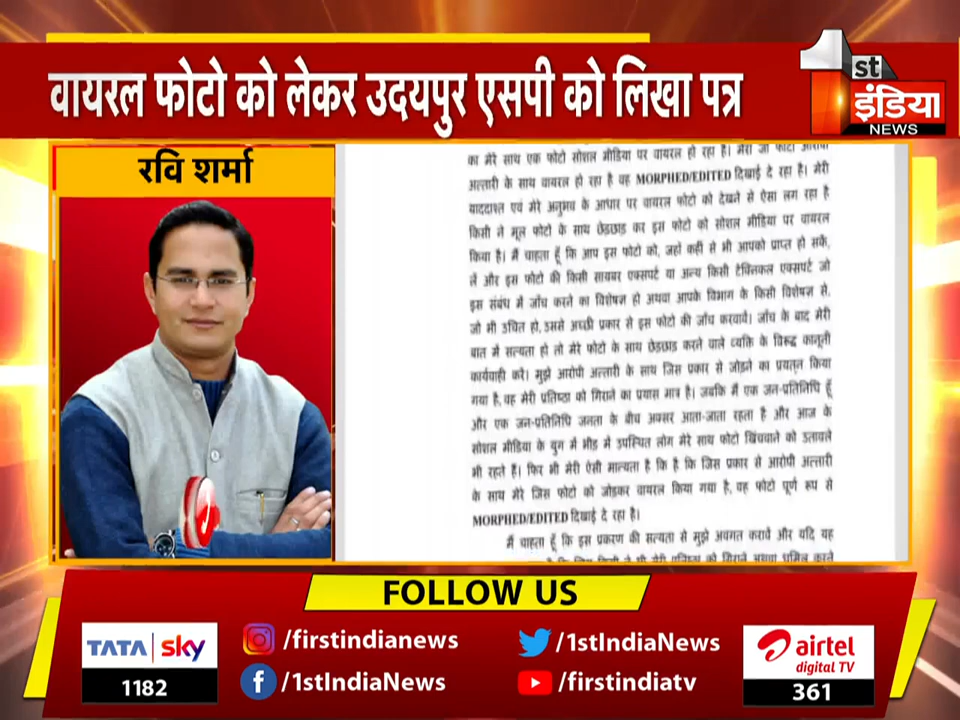 वायरल फोटो को लेकर उदयपुर एसपी को लिखा पत्र
1st
इंडिया
NEWS
रवि शर्मा
का मेरे साथ एक फोटो सोशल मीडिया पर वायरल हो रहा है। मेरा जो फोटो आरोपी
अत्तारी के साथ वायरल हो रहा है वह MORPHED/EDITED दिखाई दे रहा है। मेरी
याददाश्त एवं मेरे अनुभव के आधार पर वायरल फोटो को देखने से ऐसा लग रहा है
किसी ने मूल फोटो के साथ छेड़छाड़ कर इस फोटो को सोशल मीडिया पर वायरल
किया है। मैं चाहता हूँ कि आप इस फोटो को, जहाँ कहीं से भी आपको प्राप्त हो सकें,
लें और इस फोटो की किसी सायबर एक्सपर्ट या अन्य किसी टेक्निकल एक्सपर्ट जो
इस संबंध में जाँच करने का विशेषज्ञ हो अथवा आपके विभाग के किसी विशेषज्ञ से,
जो भी उचित हो, उससे अच्छी प्रकार से इस फोटो की जाँच करवावें। जाँच के बाद मेरी
बात में सत्यता हो तो मेरे फोटो के साथ छेड़छाड़ करने वाले व्यक्ति के विरूद्ध कानूती
कार्यवाही करें। मुझे आरोपी अत्तारी के साथ जिस प्रकार से जोड़ने का प्रयत्न किया
गया है, वह मेरी प्रतिष्ठा को गिराने का प्रयास मात्र है। जबकि मैं एक जन-प्रतिनिधि हूँ
और एक जन-प्रतिनिधि जनता के बीच अक्सर आता-जाता रहता है और आज के
सोशल मीडिया के युग में भीड़ में उपस्थित लोग मेरे साथ फोटो खिंचवाने को उतावले
भी रहते हैं। फिर भी मेरी ऐसी मान्यता है कि है कि जिस प्रकार से आरोपी अत्तारी
के साथ मेरे जिस फोटो को जोड़कर वायरल किया गया है, वह फोटो पूर्ण रूप से
MORPHED/EDITED दिखाई दे रहा है।
मैं चाहता हूँ कि इस प्रकरण की सत्यता से मुझे अवगत करावें और यदि यह
FOLLOW US
TATA sky
1182
/firstindianews
/1stIndiaNews
/1stIndiaNews
/firstindiatv
airtel
digital TV
361